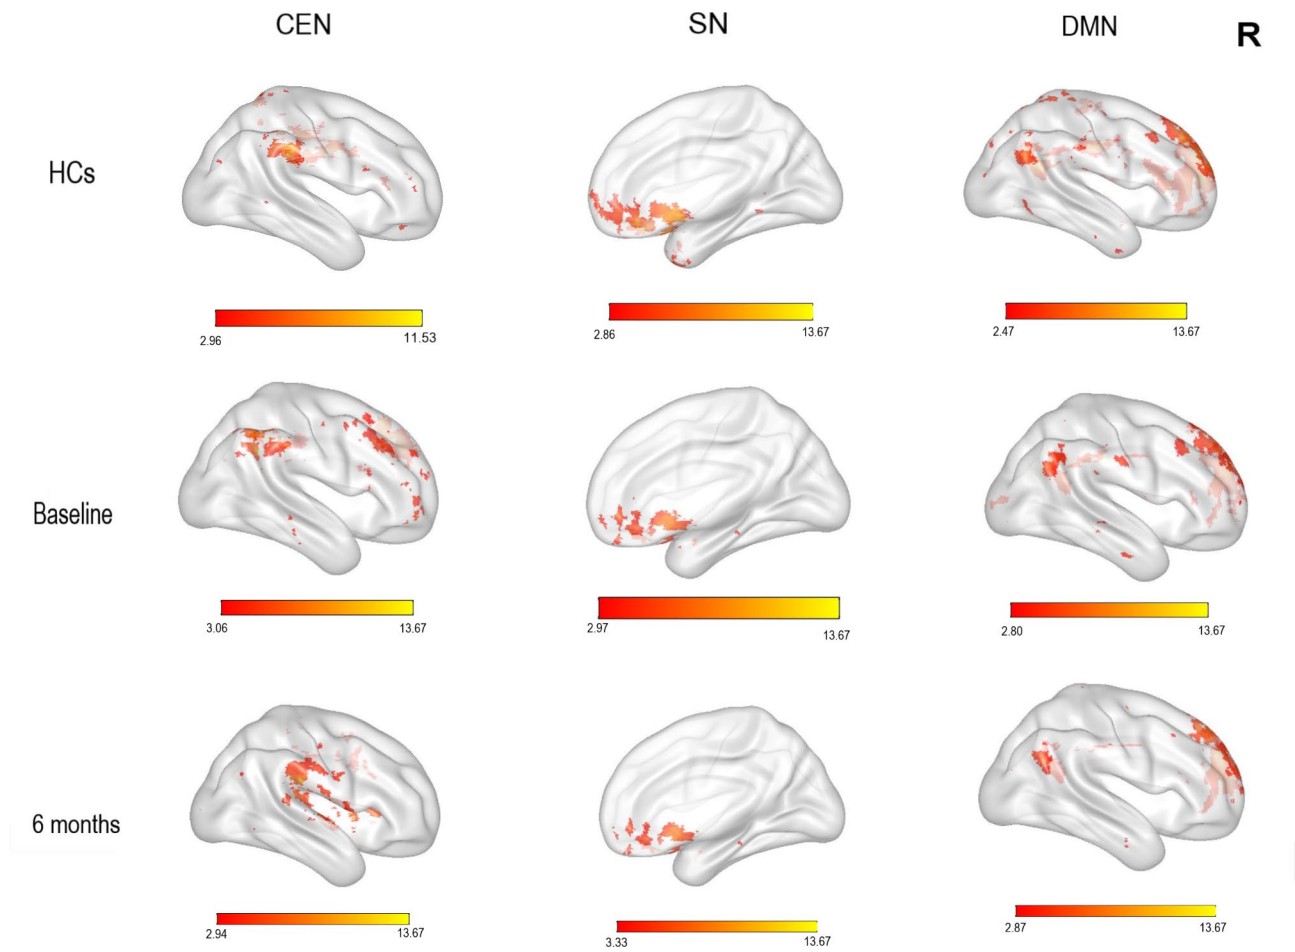 CEN SN DMN R
HCs
2.96 11.53 2.86 13.67 2.47 13.67
Baseline
3.06 13.67 2.97 13.67 2.80 13.67
6 months
2.94 13.67 3.33 13.67 2.87 13.67